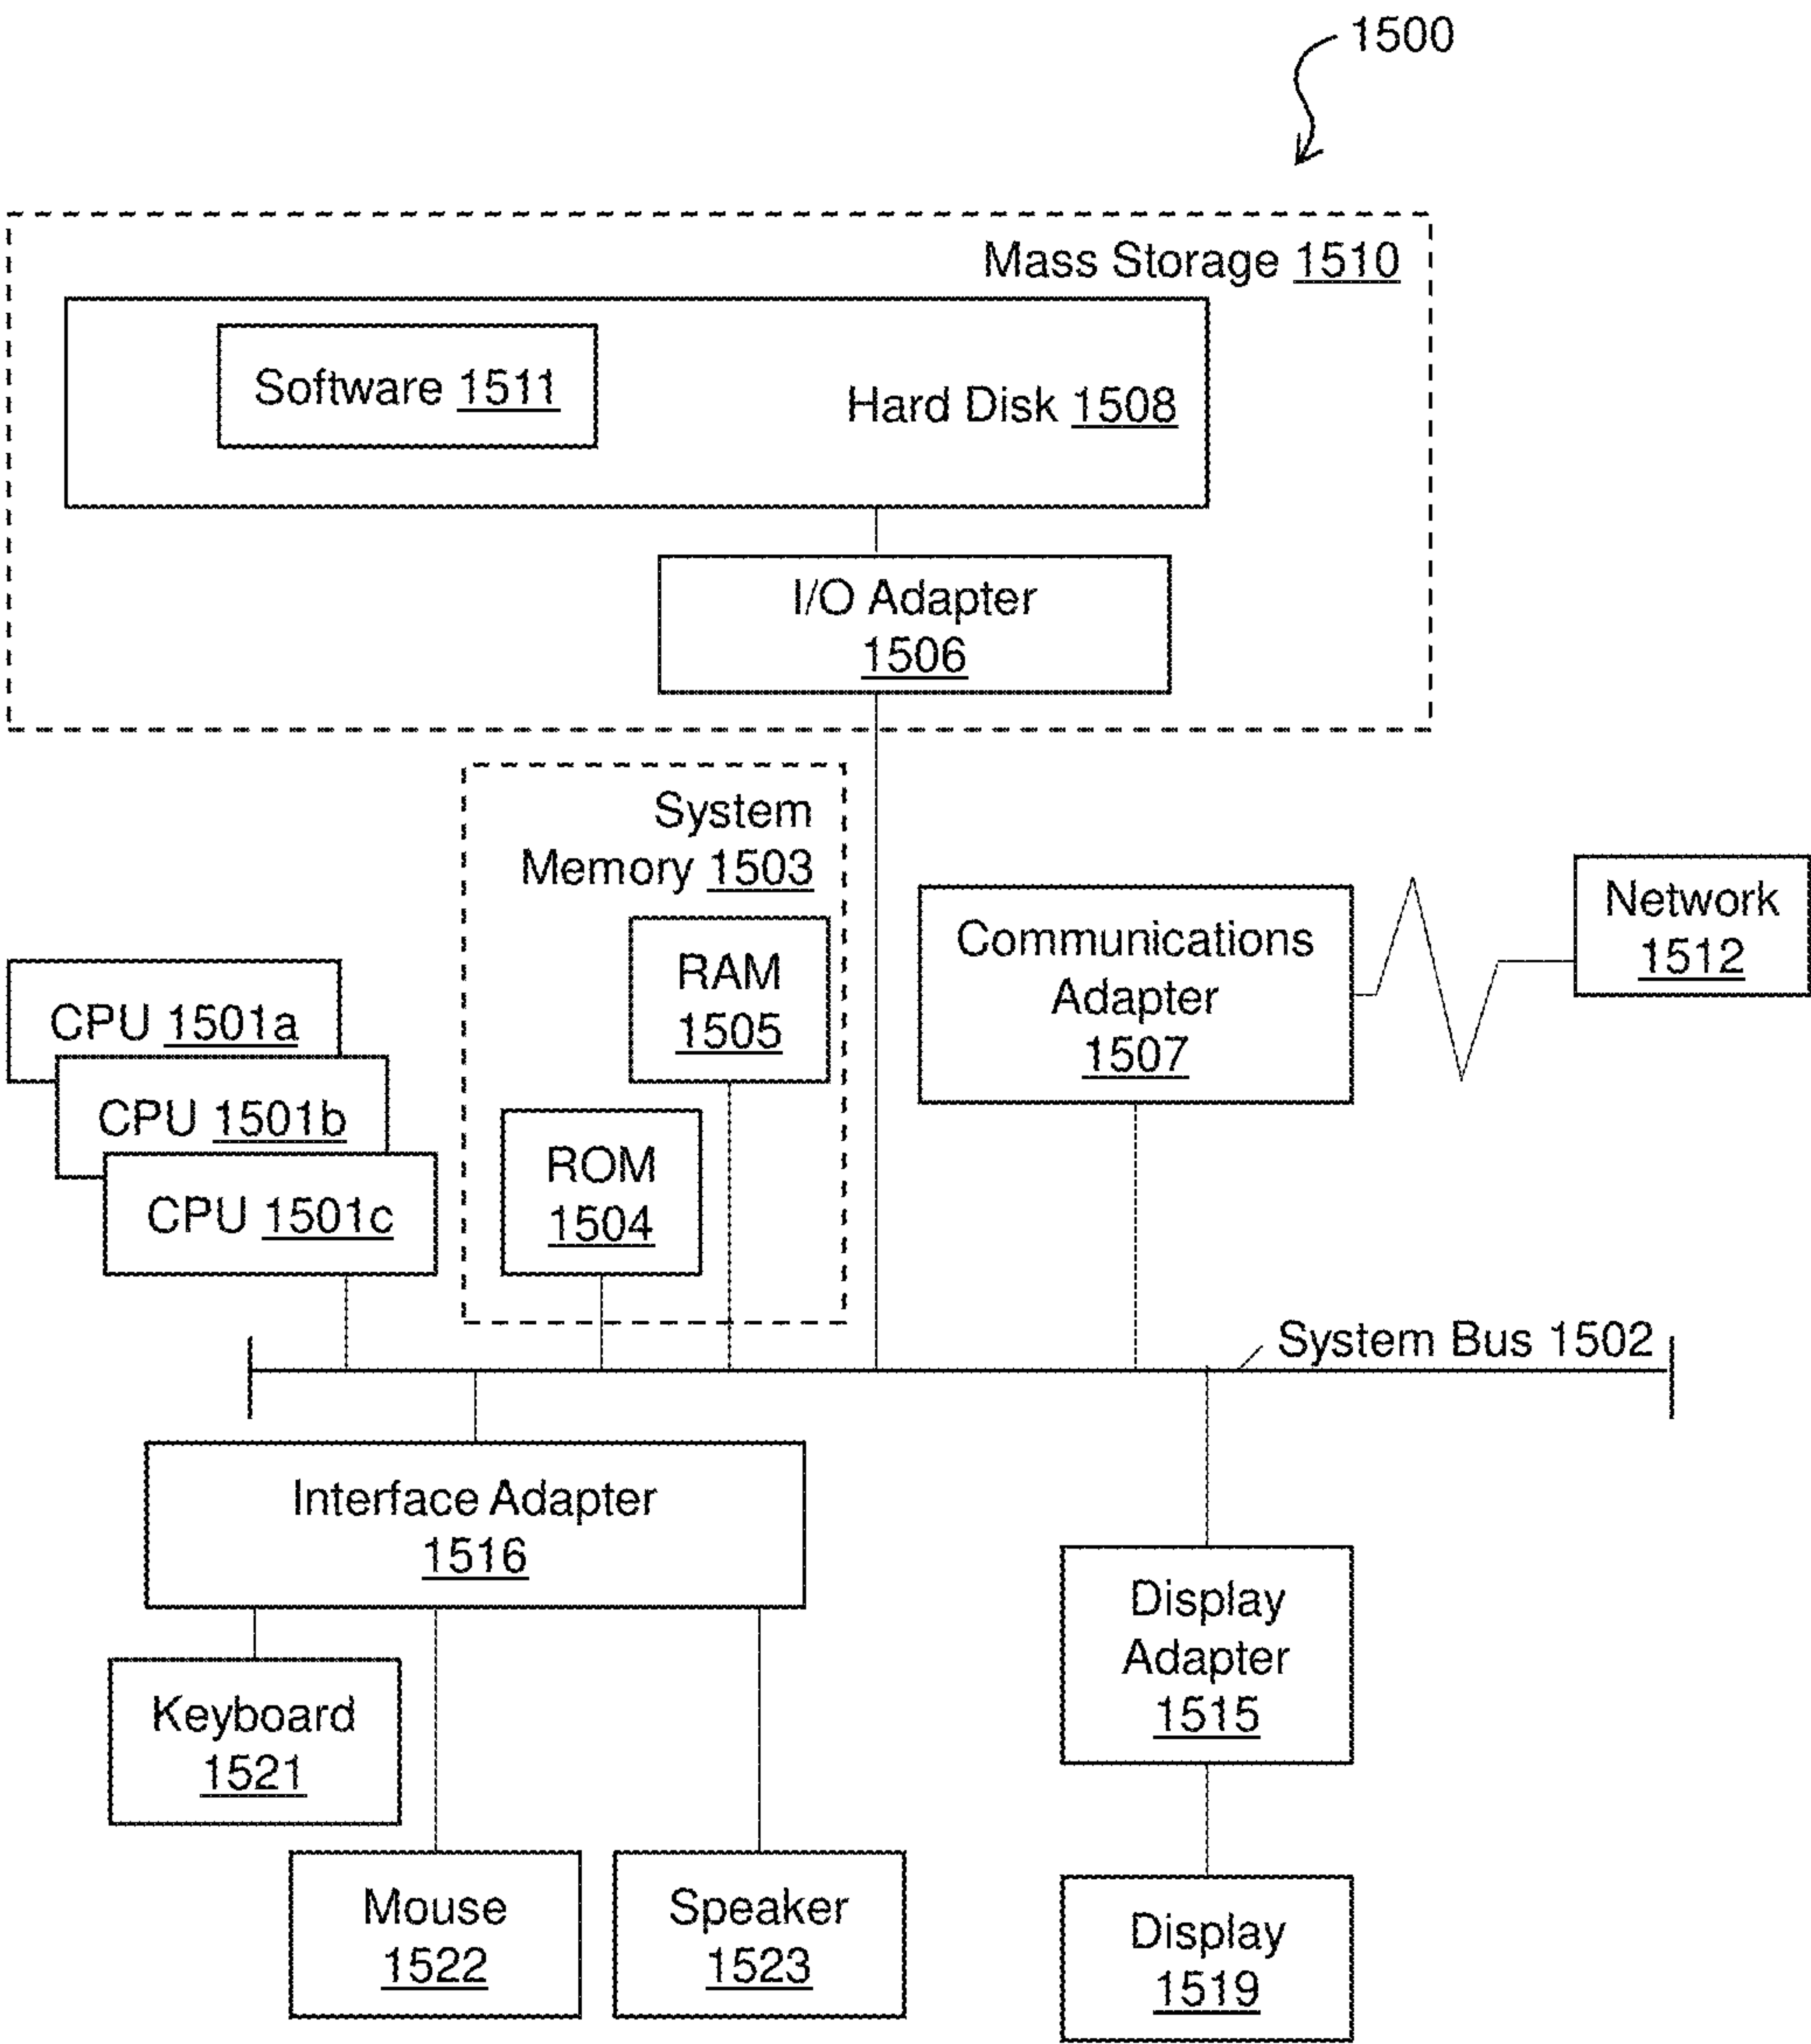 1500
Mass Storage 1510
Software 1511
Hard Disk 1508
I/O Adapter
1506
System
Memory 1503
RAM
1505
ROM
1504
Communications
Adapter
1507
Network
1512
CPU 1501a
CPU 1501b
CPU 1501c
System Bus 1502
Interface Adapter
1516
Keyboard
1521
Mouse
1522
Speaker
1523
Display
Adapter
1515
Display
1519